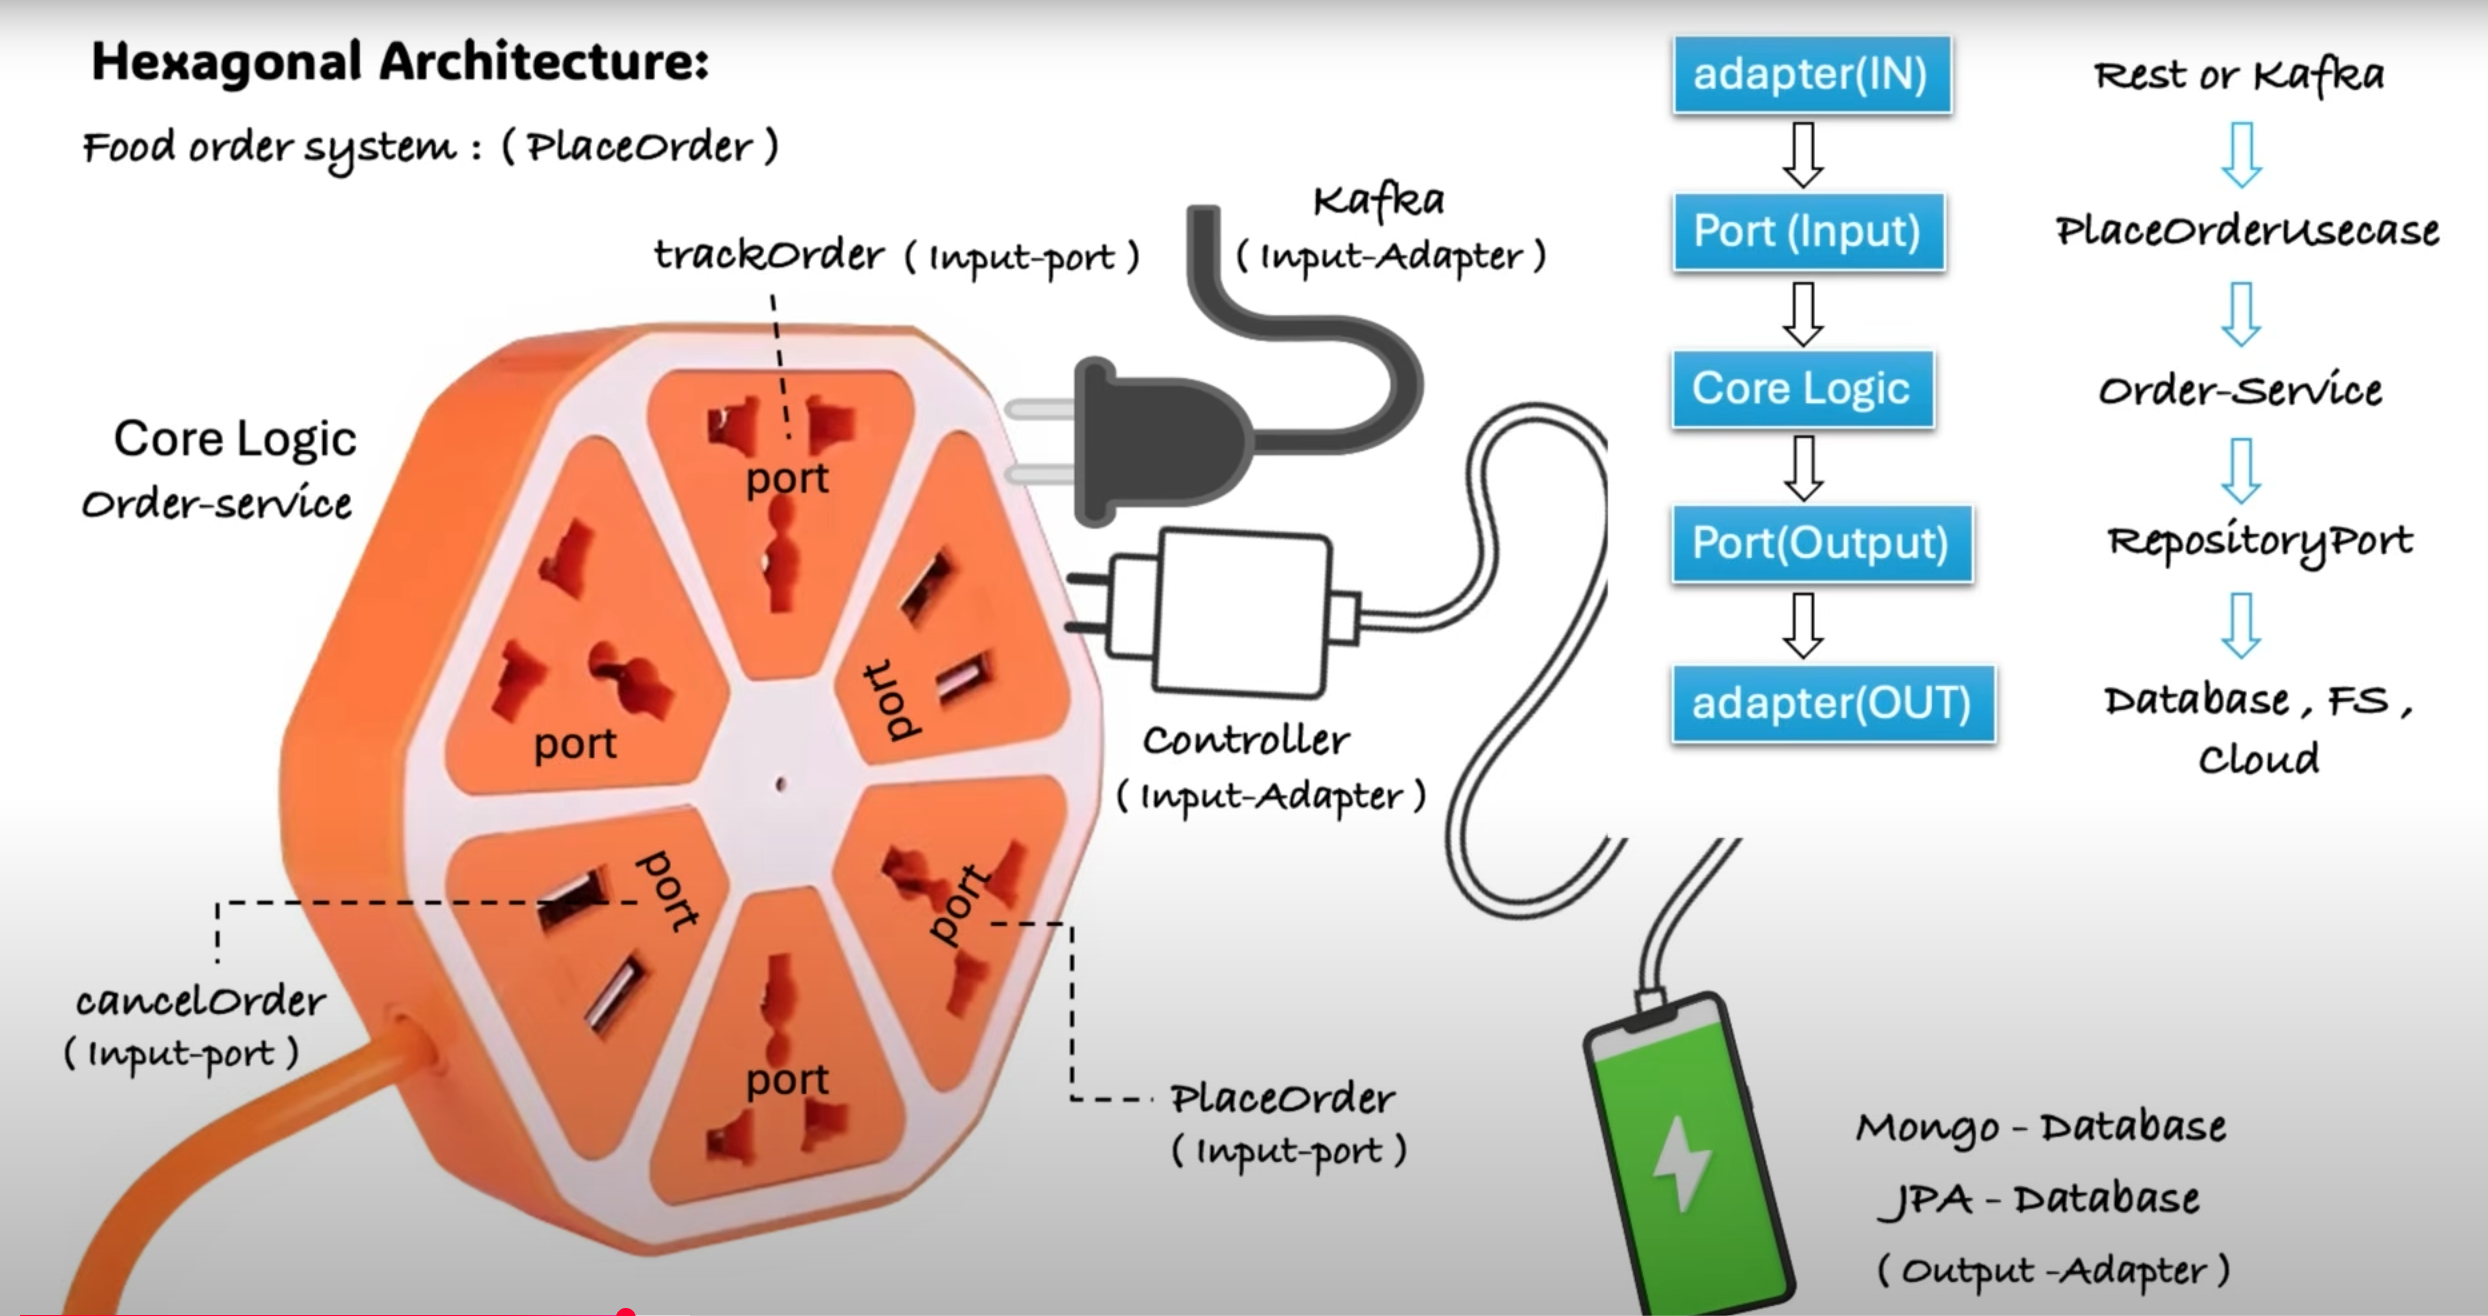 Hexagonal Architecture:
Food order system : ( PlaceOrder )
trackOrder ( Input-port )
Kafka
( Input-Adapter )
Core Logic
Order-service
port
port
port
port
port
port
Controller
( Input-Adapter )
cancelOrder
( Input-port )
PlaceOrder
( Input-port )
adapter(IN)
Port (Input)
Core Logic
Port(Output)
adapter(OUT)
Rest or Kafka
PlaceOrderUsecase
Order-Service
RepositoryPort
Database , FS ,
Cloud
Mongo - Database
JPA - Database
( Output -Adapter )